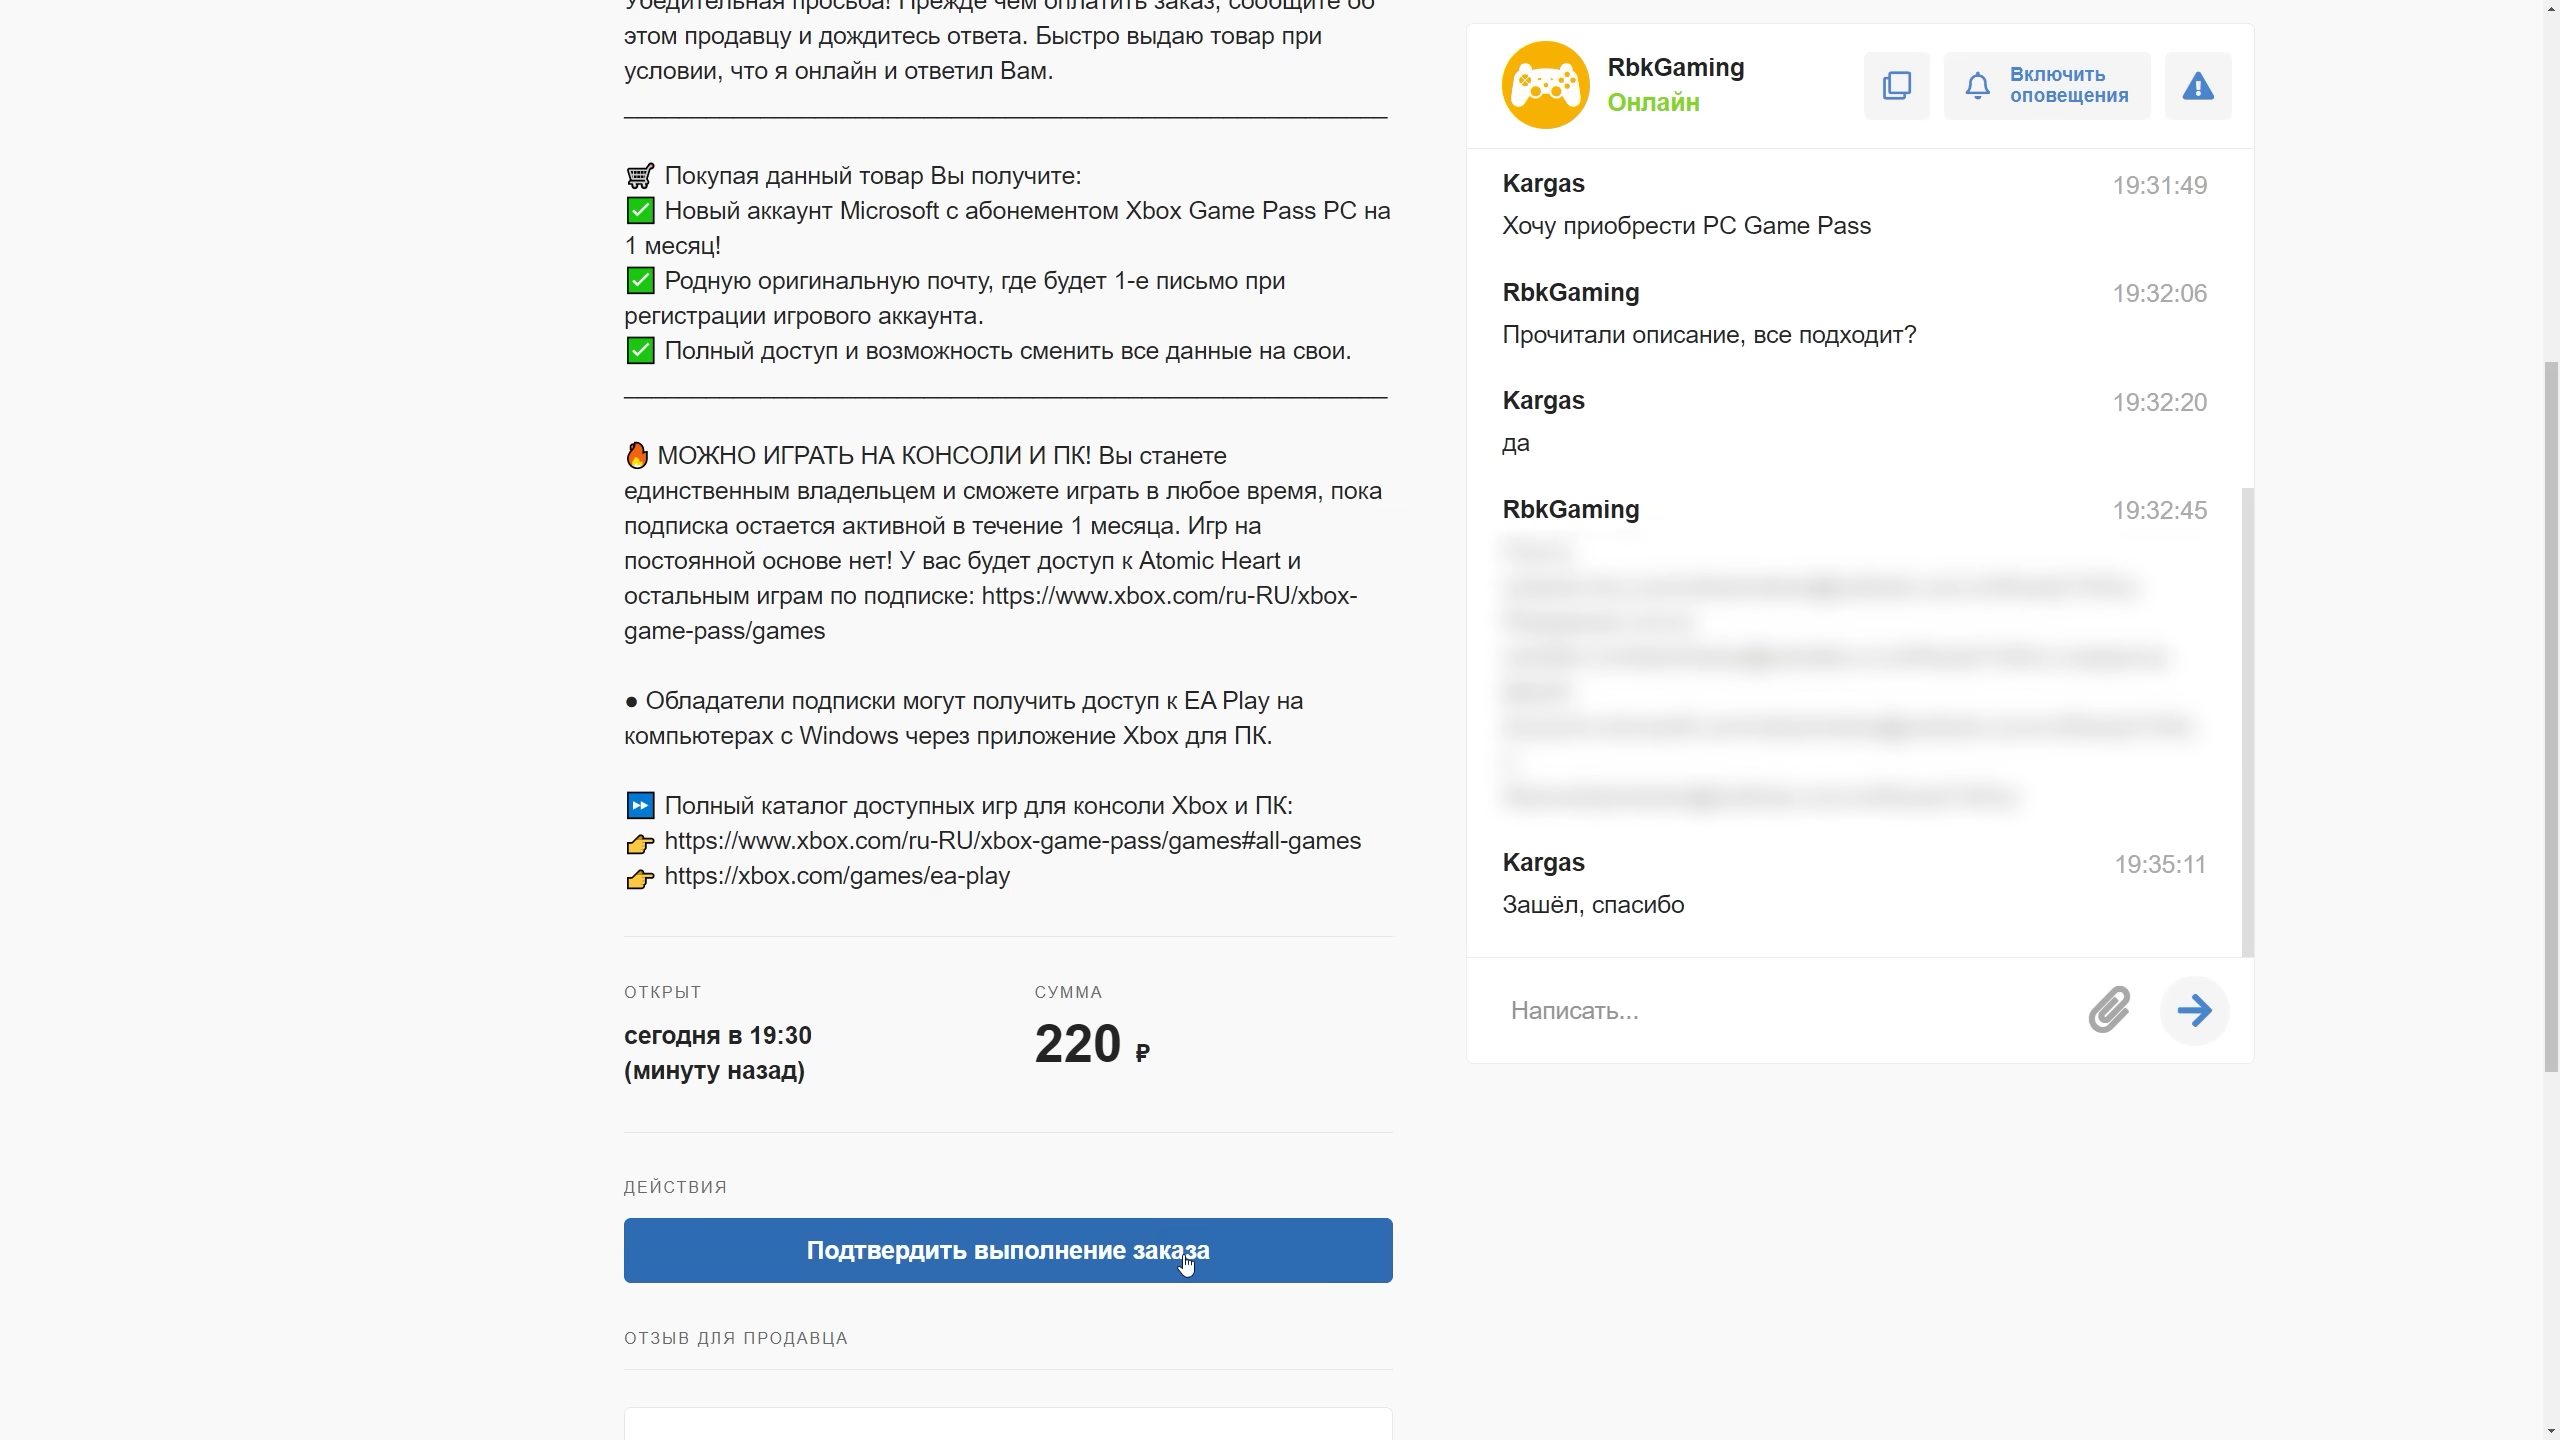 Убедительная просьба! Прежде чем оплатить заказ, сообщите об
этом продавцу и дождитесь ответа. Быстро выдаю товар при
условии, что я онлайн и ответил Вам.
Покупая данный товар Вы получите:
Новый аккаунт Microsoft с абонементом Xbox Game Pass PC на
1 месяц!
Родную оригинальную почту, где будет 1-е письмо при
регистрации игрового аккаунта.
Полный доступ и возможность сменить все данные на свои.
МОЖНО ИГРАТЬ НА КОНСОЛИ И ПК! Вы станете
единственным владельцем и сможете играть в любое время, пока
подписка остается активной в течение 1 месяца. Игр на
постоянной основе нет! У вас будет доступ к Atomic Heart и
остальным играм по подписке: https://www.xbox.com/ru-RU/xbox-
game-pass/games
● Обладатели подписки могут получить доступ к EA Play на
компьютерах с Windows через приложение Xbox для ПК.
Полный каталог доступных игр для консоли Xbox и ПК:
https://www.xbox.com/ru-RU/xbox-game-pass/games#all-games
https://xbox.com/games/ea-play
ОТКРЫТ
сегодня в 19:30
(минуту назад)
СУММА
220 ₽
ДЕЙСТВИЯ
Подтвердить выполнение заказа
ОТЗЫВ ДЛЯ ПРОДАВЦА
RbkGaming
Онлайн
Включить
оповещения
Kargas 19:31:49
Хочу приобрести PC Game Pass
RbkGaming 19:32:06
Прочитали описание, все подходит?
Kargas 19:32:20
да
RbkGaming 19:32:45
Kargas 19:35:11
Зашёл, спасибо
Написать...